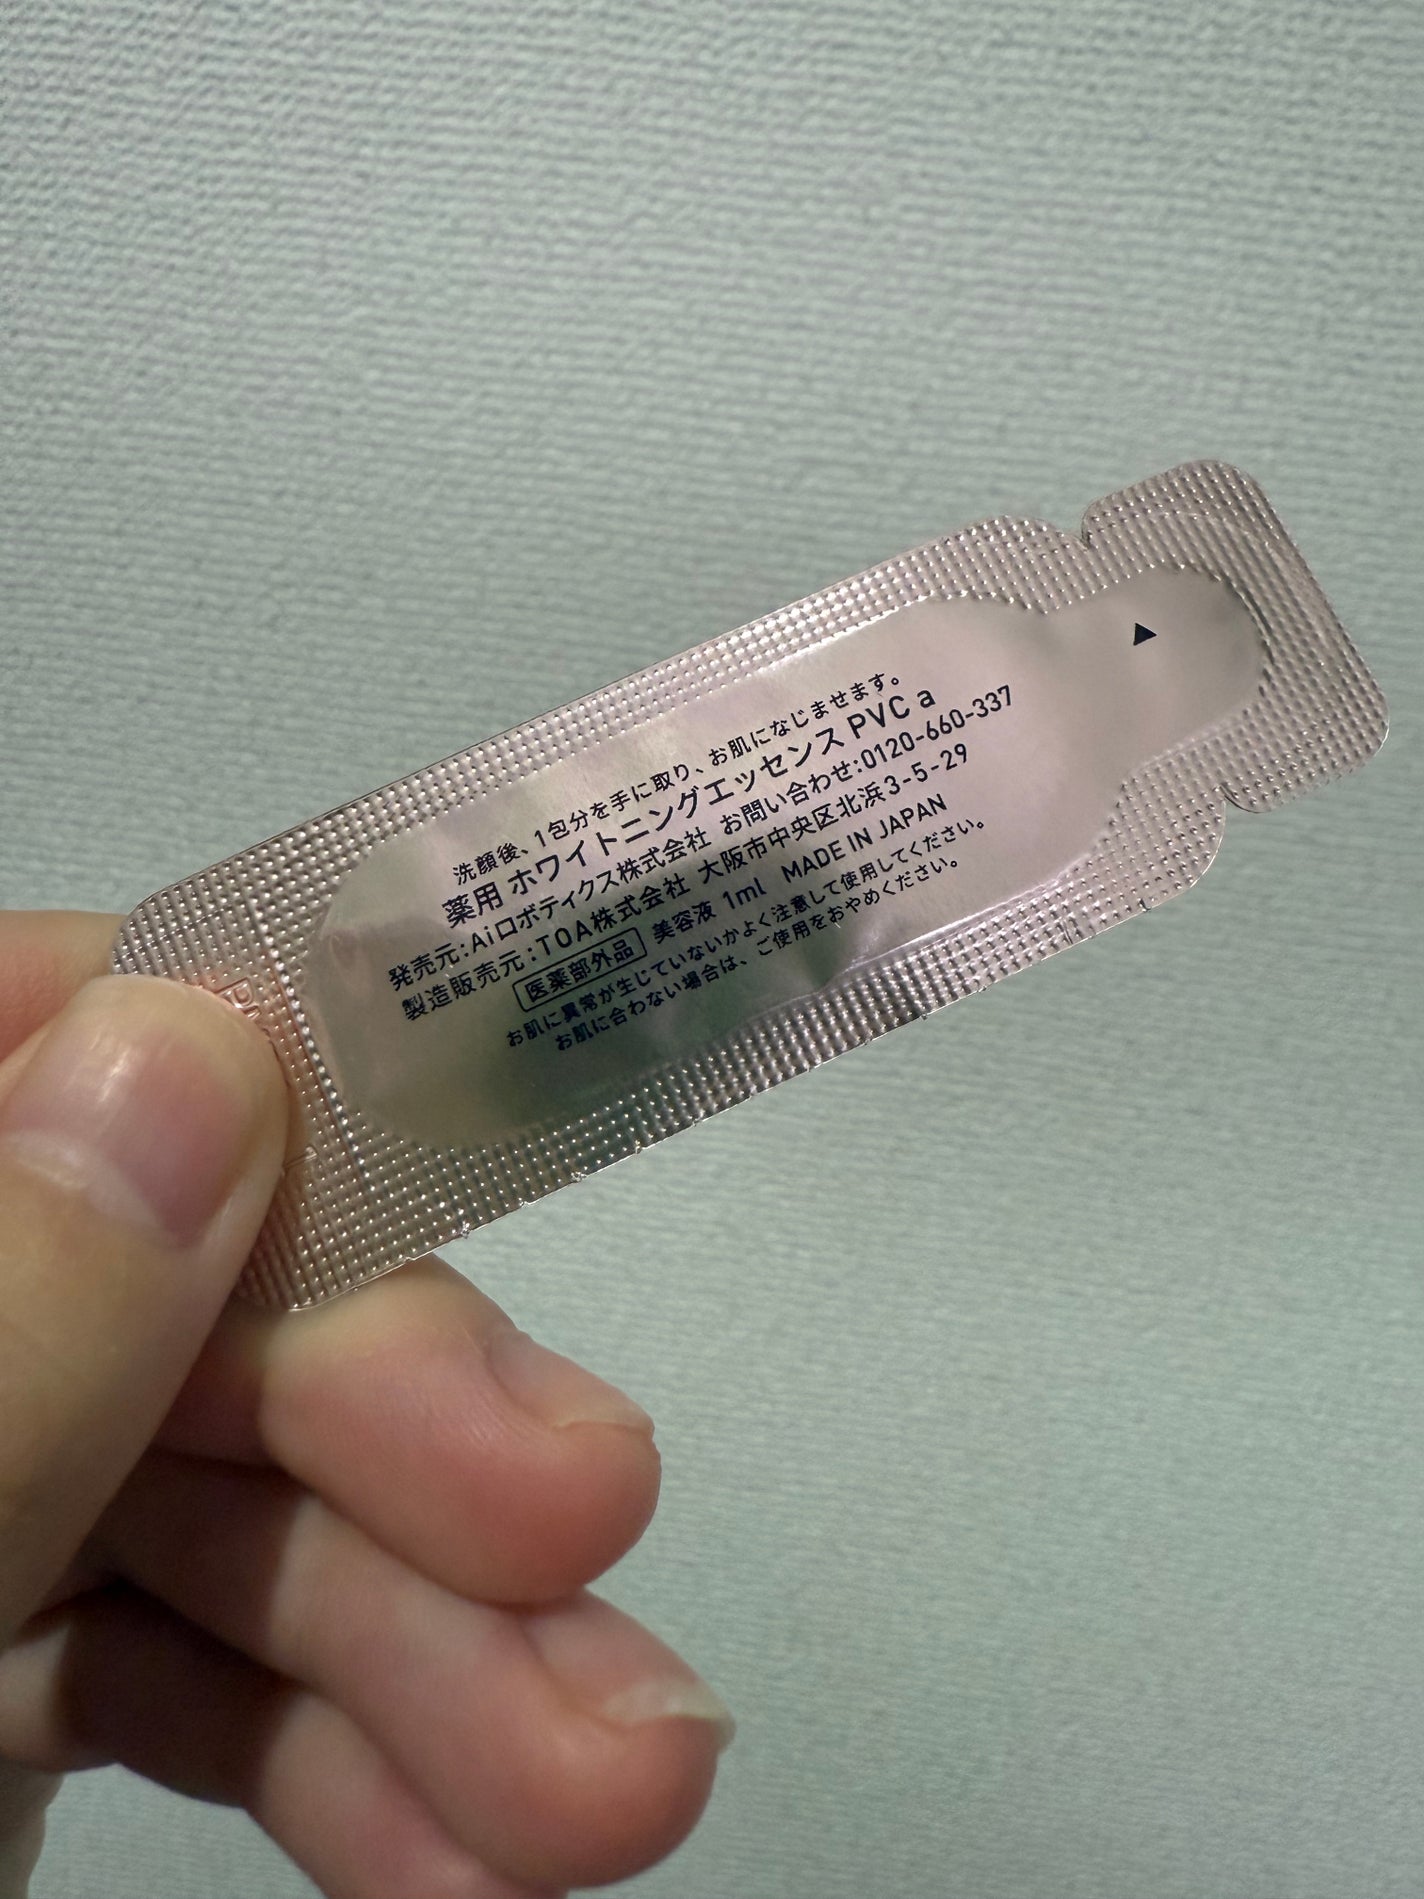 洗顔後、1包分を手に取り、お肌になじませます。
薬用 ホワイトニングエッセンス PVC a
発売元:Aiロボティクス株式会社 お問い合わせ:0120-660-337
製造販売元:TOA株式会社 大阪市中央区北浜3-5-29
医薬部外品 美容液 1ml MADE IN JAPAN
お肌に異常が生じていないかよく注意して使用してください。
お肌に合わない場合は、ご使用をおやめください。